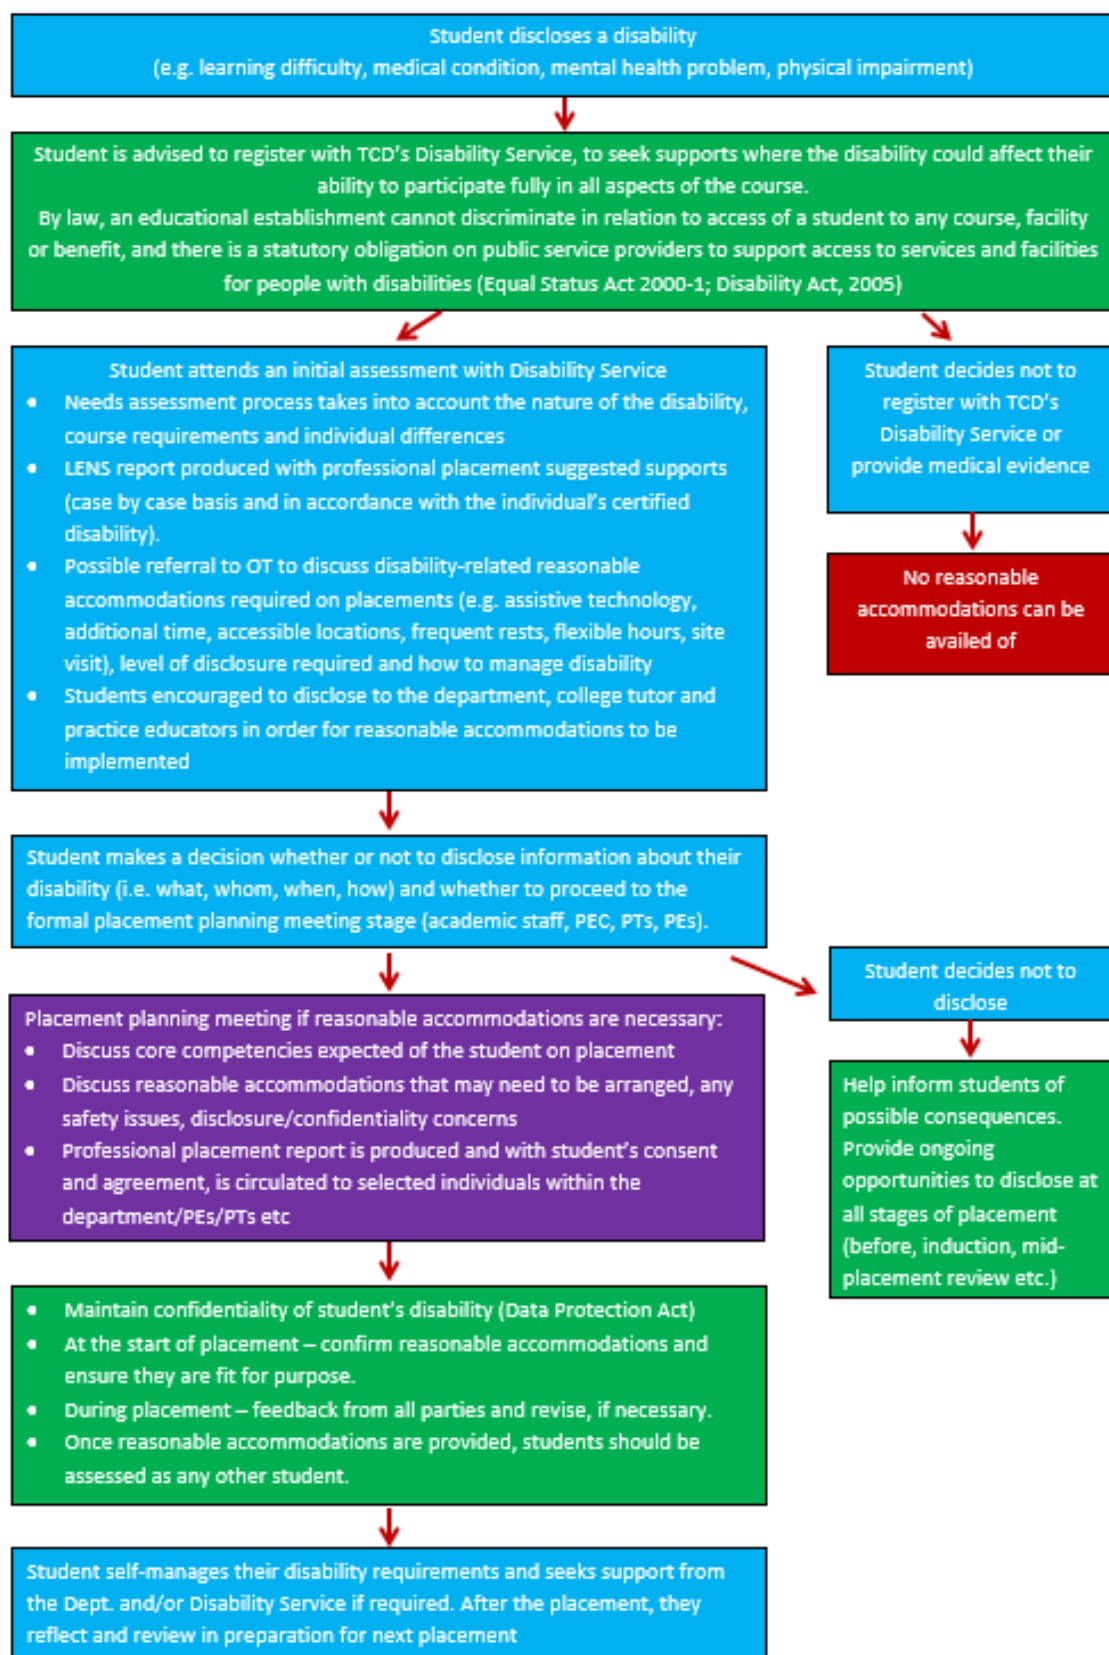 Student discloses a disability
(e.g. learning difficulty, medical condition, mental health problem, physical impairment)
Student is advised to register with TCD's Disability Service, to seek supports where the disability could affect their
ability to participate fully in all aspects of the course.
By law, an educational establishment cannot discriminate in relation to access of a student to any course, facility
or benefit, and there is a statutory obligation on public service providers to support access to services and facilities
for people with disabilities (Equal Status Act 2000-1; Disability Act, 2005)
Student attends an initial assessment with Disability Service
• Needs assessment process takes into account the nature of the disability,
course requirements and individual differences
• LENS report produced with professional placement suggested supports
(case by case basis and in accordance with the individual's certified
disability).
• Possible referral to OT to discuss disability-related reasonable
accommodations required on placements (e.g. assistive technology,
additional time, accessible locations, frequent rests, flexible hours, site
visit), level of disclosure required and how to manage disability
• Students encouraged to disclose to the department, college tutor and
practice educators in order for reasonable accommodations to be
implemented
Student decides not to
register with TCD's
Disability Service or
provide medical evidence
No reasonable
accommodations can be
availed of
Student makes a decision whether or not to disclose information about their
disability (i.e. what, whom, when, how) and whether to proceed to the
formal placement planning meeting stage (academic staff, PEC, PTs, PEs).
Student decides not to
disclose
Help inform students of
possible consequences.
Provide ongoing
opportunities to disclose at
all stages of placement
(before, induction, mid-
placement review etc.)
Placement planning meeting if reasonable accommodations are necessary:
• Discuss core competencies expected of the student on placement
• Discuss reasonable accommodations that may need to be arranged, any
safety issues, disclosure/confidentiality concerns
• Professional placement report is produced and with student's consent
and agreement, is circulated to selected individuals within the
department/PEs/PTs etc
• Maintain confidentiality of student's disability (Data Protection Act)
• At the start of placement – confirm reasonable accommodations and
ensure they are fit for purpose.
• During placement – feedback from all parties and revise, if necessary.
• Once reasonable accommodations are provided, students should be
assessed as any other student.
Student self-manages their disability requirements and seeks support from
the Dept. and/or Disability Service if required. After the placement, they
reflect and review in preparation for next placement